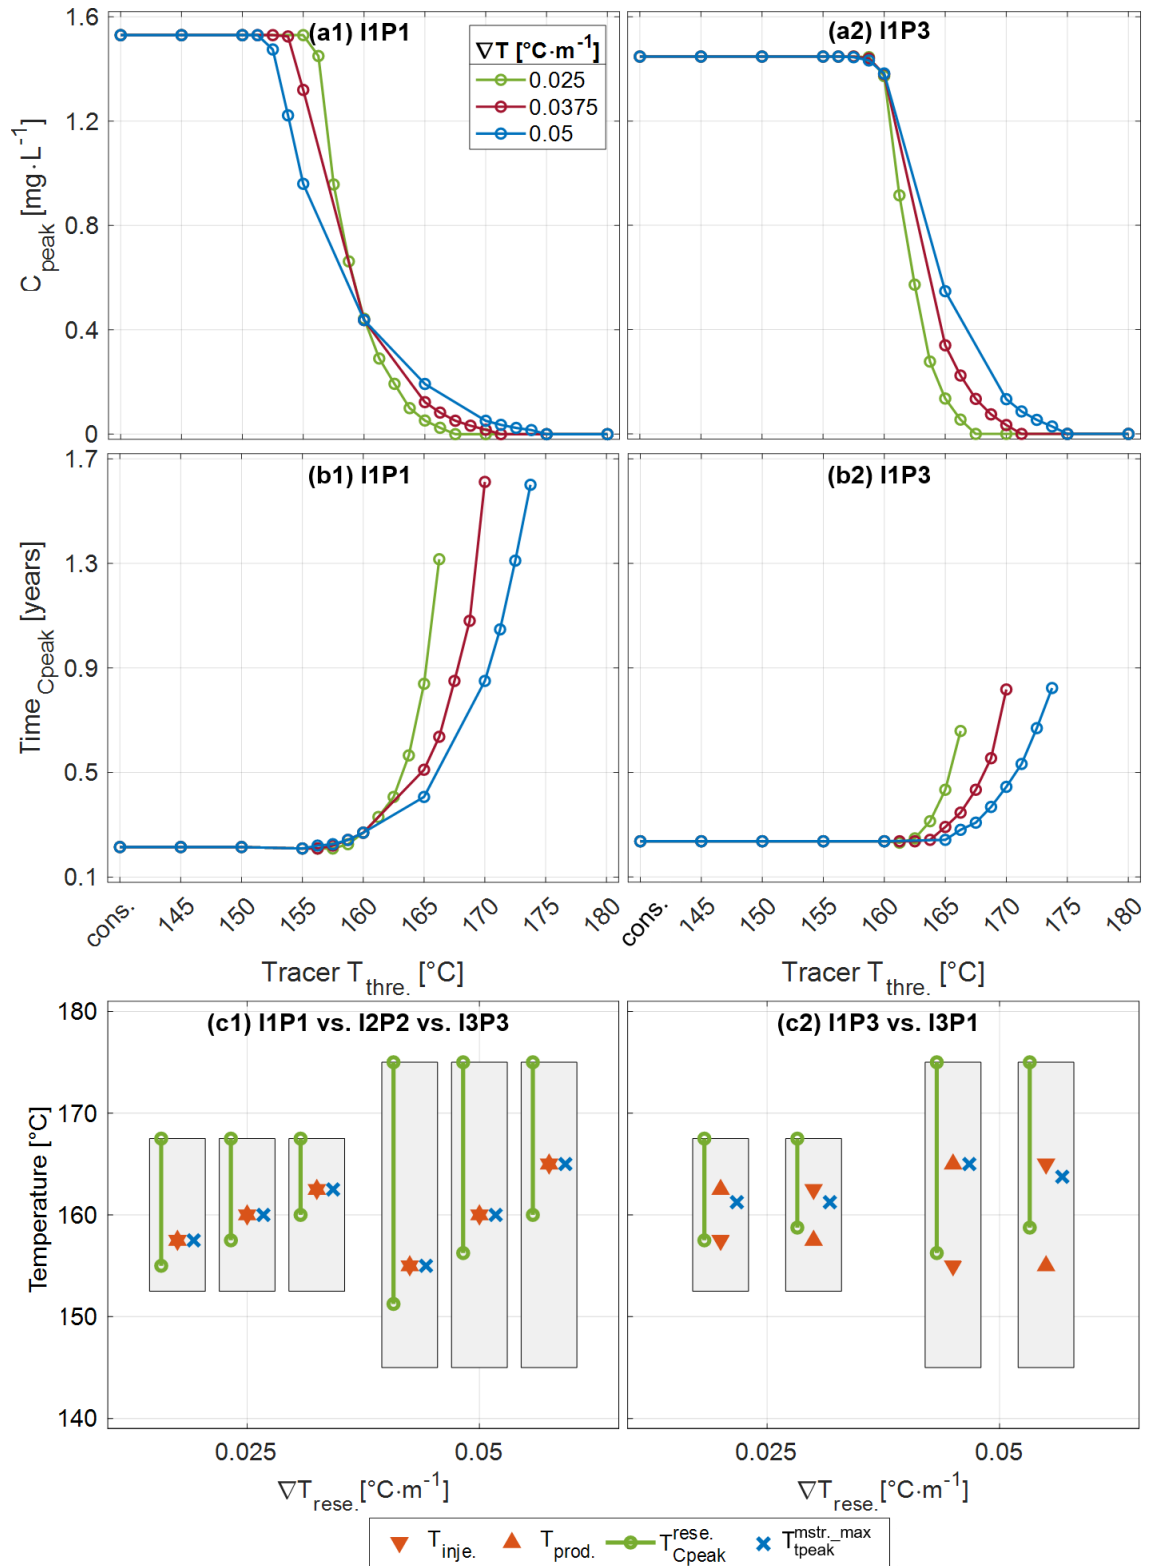 (a1) I1P1
(a2) I1P3
∇T [°C·m⁻¹]
0.025
0.0375
0.05
1.6
1.2
0.8
0.4
0
C_peak [mg·L⁻¹]
(b1) I1P1
(b2) I1P3
1.7
1.3
0.9
0.5
0.1
Time_Cpeak [years]
cons. 145 150 155 160 165 170 175 180
cons. 145 150 155 160 165 170 175 180
Tracer T_thre. [°C]
Tracer T_thre. [°C]
(c1) I1P1 vs. I2P2 vs. I3P3
(c2) I1P3 vs. I3P1
180
170
160
150
140
Temperature [°C]
0.025 0.05
0.025 0.05
∇T_rese. [°C·m⁻¹]
∇T_rese. [°C·m⁻¹]
T_inje. T_prod. T_Cpeak^rese. T_tpeak^mstr._max